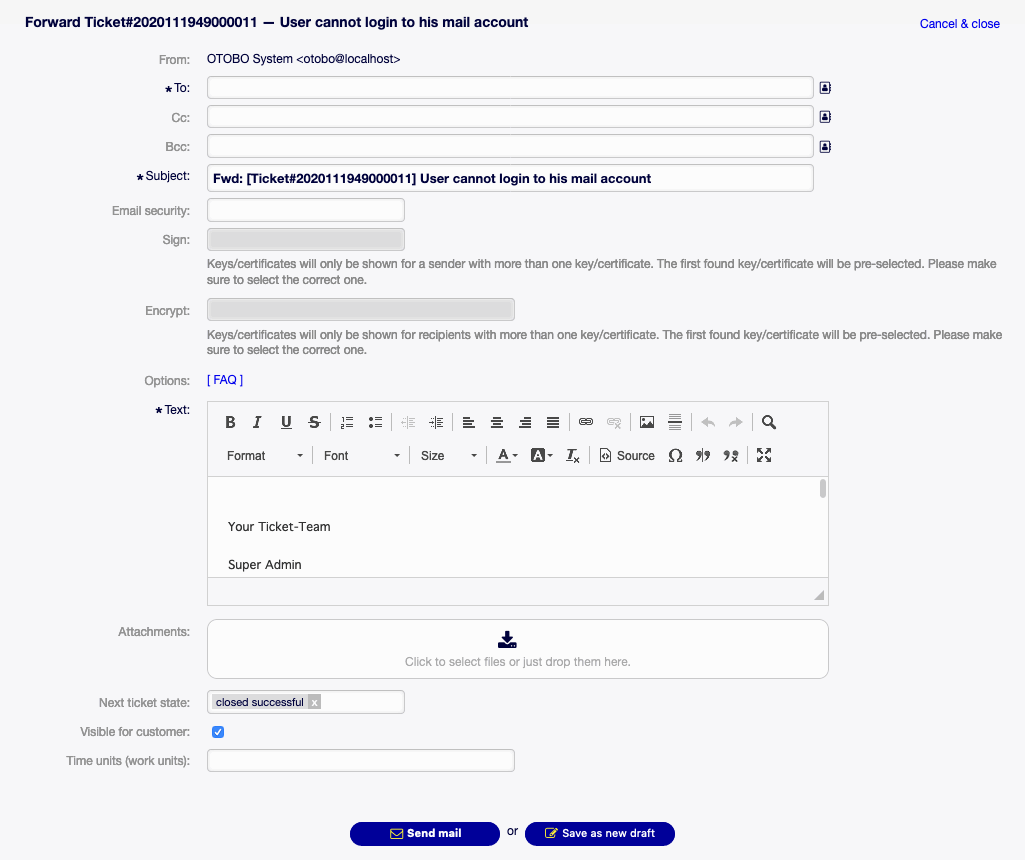 Forward Ticket#2020111949000011 — User cannot login to his mail account
Cancel & close
From: OTOBO System <otobo@localhost>
★ To:
Cc:
Bcc:
★ Subject: Fwd: [Ticket#2020111949000011] User cannot login to his mail account
Email security:
Sign:
Keys/certificates will only be shown for a sender with more than one key/certificate. The first found key/certificate will be pre-selected. Please make
sure to select the correct one.
Encrypt:
Keys/certificates will only be shown for recipients with more than one key/certificate. The first found key/certificate will be pre-selected. Please make
sure to select the correct one.
Options: [ FAQ ]
★ Text:
B I U S
Format Font Size A A Tx Source Ω
Your Ticket-Team
Super Admin
Attachments:
Click to select files or just drop them here.
Next ticket state: closed successful x
Visible for customer:
Time units (work units):
Send mail or Save as new draft